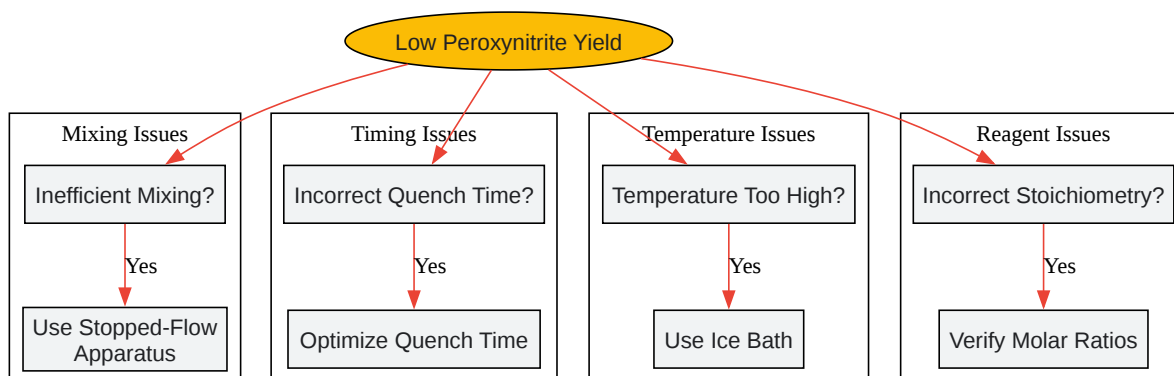 Low Peroxynitrite Yield
Mixing Issues
Timing Issues
Temperature Issues
Reagent Issues
Inefficient Mixing?
Incorrect Quench Time?
Temperature Too High?
Incorrect Stoichiometry?
Yes
Yes
Yes
Yes
Use Stopped-Flow
Apparatus
Optimize Quench Time
Use Ice Bath
Verify Molar Ratios